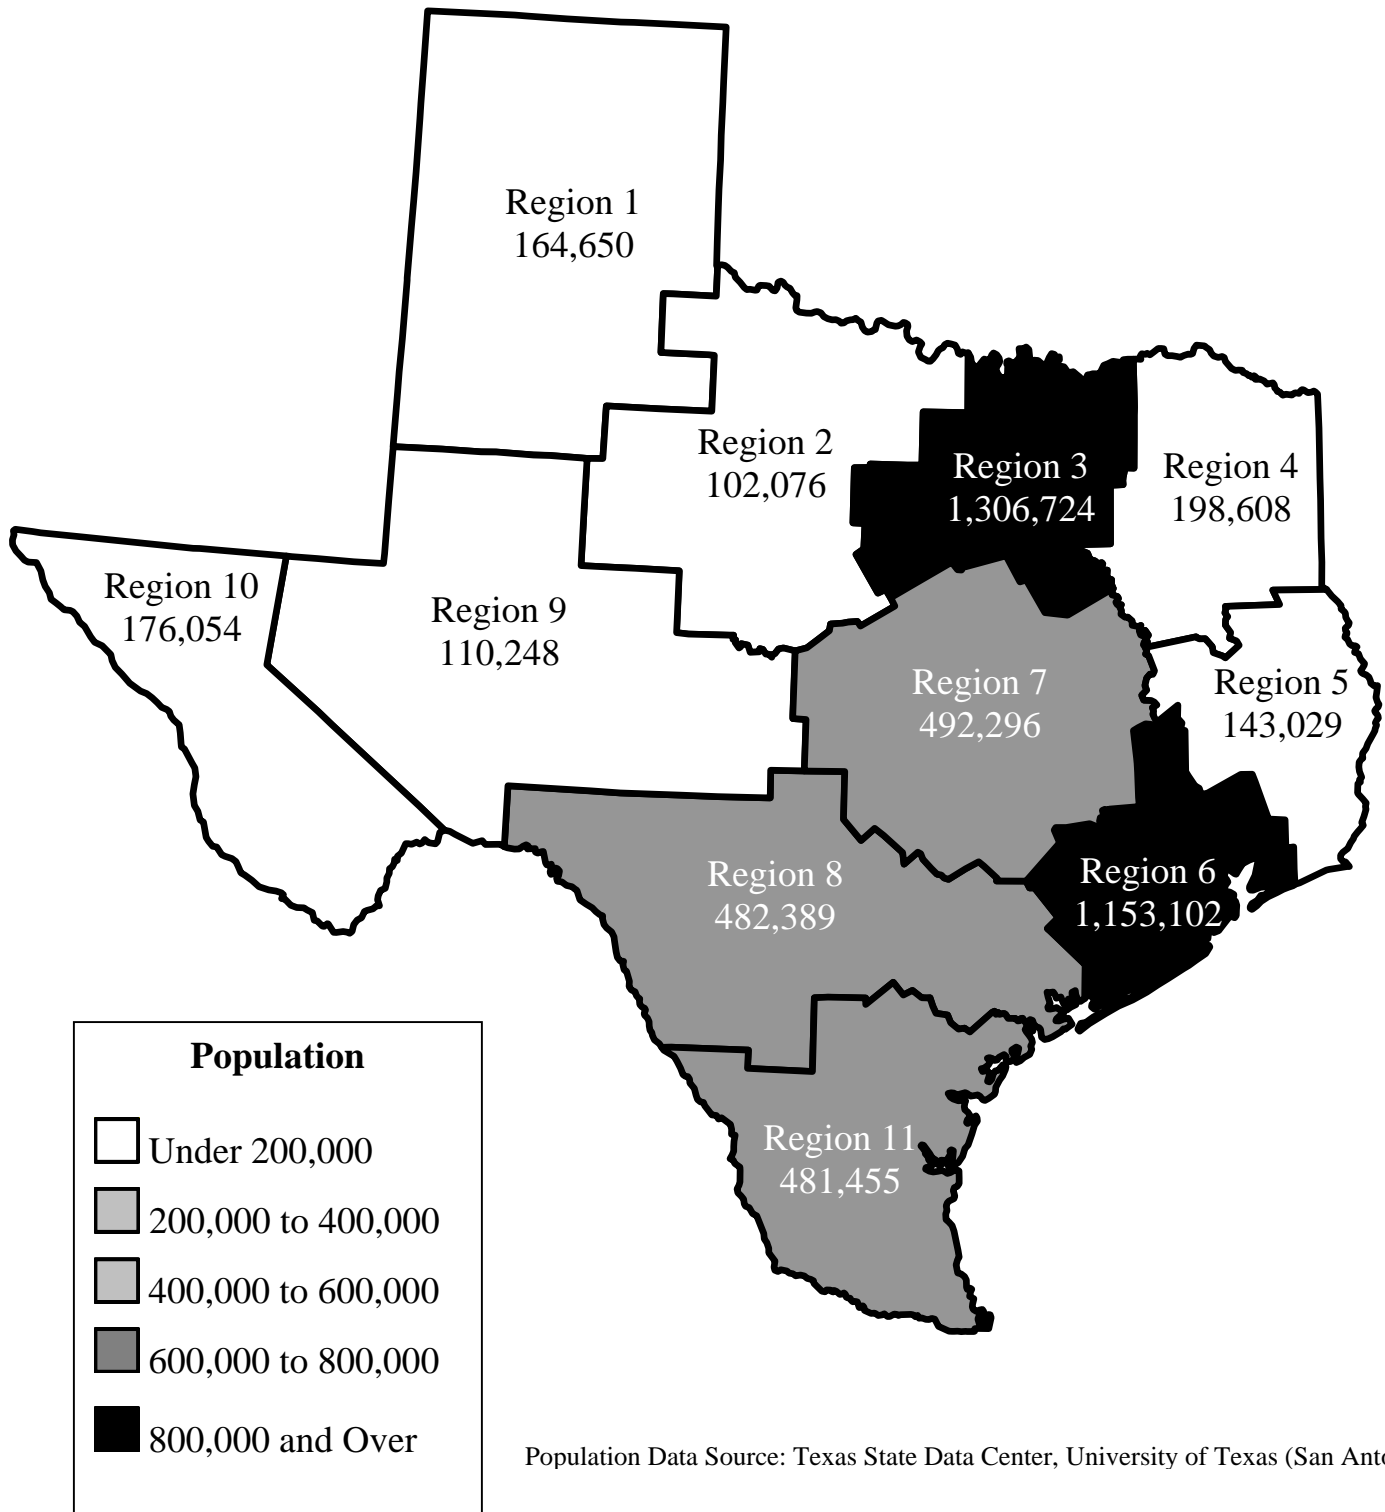 Region 1
164,650
Region 2
102,076
Region 3
1,306,724
Region 4
198,608
Region 10
176,054
Region 9
110,248
Region 7
492,296
Region 5
143,029
Region 8
482,389
Region 6
1,153,102
Region 11
481,455
Population
Under 200,000
200,000 to 400,000
400,000 to 600,000
600,000 to 800,000
800,000 and Over
Population Data Source: Texas State Data Center, University of Texas (San Anto